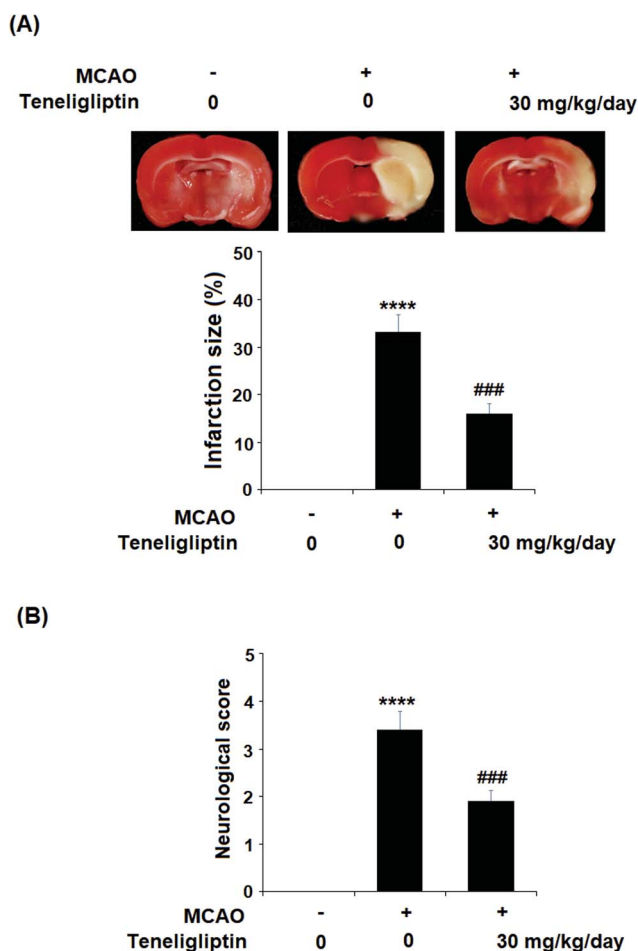 (A)
MCAO - + +
Teneligliptin 0 0 30 mg/kg/day
50
40
30
20
10
0
Infarction size (%)
****
###
MCAO - + +
Teneligliptin 0 0 30 mg/kg/day
(B)
5
4
3
2
1
0
Neurological score
****
###
MCAO - + +
Teneligliptin 0 0 30 mg/kg/day